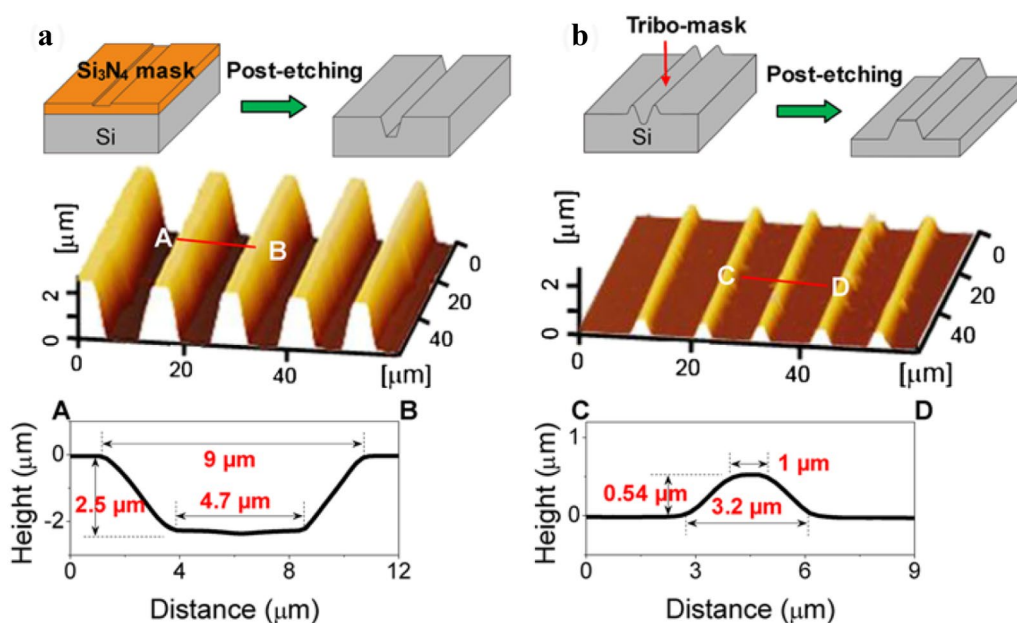 a
Si₃N₄ mask
Post-etching
Si
[μm]
2
0
A
B
0
20
40
0
20
40
[μm]
A
B
Height (μm)
0
-2
9 μm
2.5 μm
4.7 μm
0
4
8
12
Distance (μm)
b
Tribo-mask
Post-etching
Si
[μm]
2
0
C
D
0
20
40
0
20
40
[μm]
C
D
Height (μm)
1
0
1 μm
0.54 μm
3.2 μm
0
3
6
9
Distance (μm)